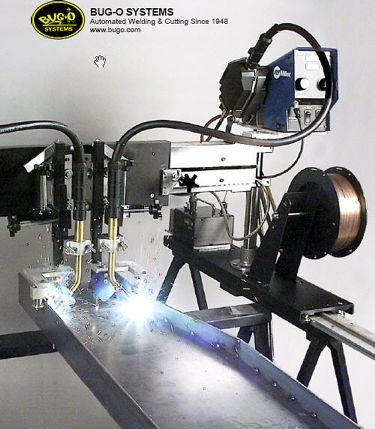 BUG-O
SYSTEMS
BUG-O SYSTEMS
Automated Welding & Cutting Since 1948
www.bugo.com
Miller